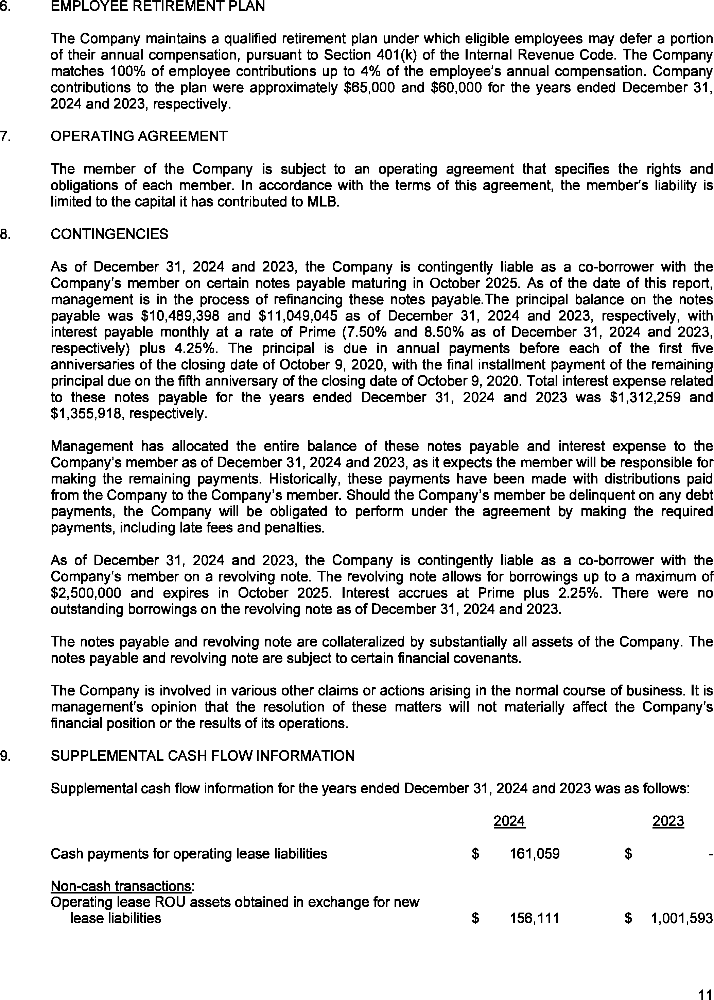 6. EMPLOYEE RETIREMENT PLAN
The Company maintains a qualified retirement plan under which eligible employees may defer a portion
of their annual compensation, pursuant to Section 401(k) of the Internal Revenue Code. The Company
matches 100% of employee contributions up to 4% of the employee's annual compensation. Company
contributions to the plan were approximately $65,000 and $60,000 for the years ended December 31,
2024 and 2023, respectively.
7. OPERATING AGREEMENT
The member of the Company is subject to an operating agreement that specifies the rights and
obligations of each member. In accordance with the terms of this agreement, the member's liability is
limited to the capital it has contributed to MLB.
8. CONTINGENCIES
As of December 31, 2024 and 2023, the Company is contingently liable as a co-borrower with the
Company's member on certain notes payable maturing in October 2025. As of the date of this report,
management is in the process of refinancing these notes payable.The principal balance on the notes
payable was $10,489,398 and $11,049,045 as of December 31, 2024 and 2023, respectively, with
interest payable monthly at a rate of Prime (7.50% and 8.50% as of December 31, 2024 and 2023,
respectively) plus 4.25%. The principal is due in annual payments before each of the first five
anniversaries of the closing date of October 9, 2020, with the final installment payment of the remaining
principal due on the fifth anniversary of the closing date of October 9, 2020. Total interest expense related
to these notes payable for the years ended December 31, 2024 and 2023 was $1,312,259 and
$1,355,918, respectively.
Management has allocated the entire balance of these notes payable and interest expense to the
Company's member as of December 31, 2024 and 2023, as it expects the member will be responsible for
making the remaining payments. Historically, these payments have been made with distributions paid
from the Company to the Company's member. Should the Company's member be delinquent on any debt
payments, the Company will be obligated to perform under the agreement by making the required
payments, including late fees and penalties.
As of December 31, 2024 and 2023, the Company is contingently liable as a co-borrower with the
Company's member on a revolving note. The revolving note allows for borrowings up to a maximum of
$2,500,000 and expires in October 2025. Interest accrues at Prime plus 2.25%. There were no
outstanding borrowings on the revolving note as of December 31, 2024 and 2023.
The notes payable and revolving note are collateralized by substantially all assets of the Company. The
notes payable and revolving note are subject to certain financial covenants.
The Company is involved in various other claims or actions arising in the normal course of business. It is
management's opinion that the resolution of these matters will not materially affect the Company's
financial position or the results of its operations.
9. SUPPLEMENTAL CASH FLOW INFORMATION
Supplemental cash flow information for the years ended December 31, 2024 and 2023 was as follows:
2024 2023
Cash payments for operating lease liabilities $ 161,059 $ -
Non-cash transactions:
Operating lease ROU assets obtained in exchange for new
lease liabilities $ 156,111 $ 1,001,593
11